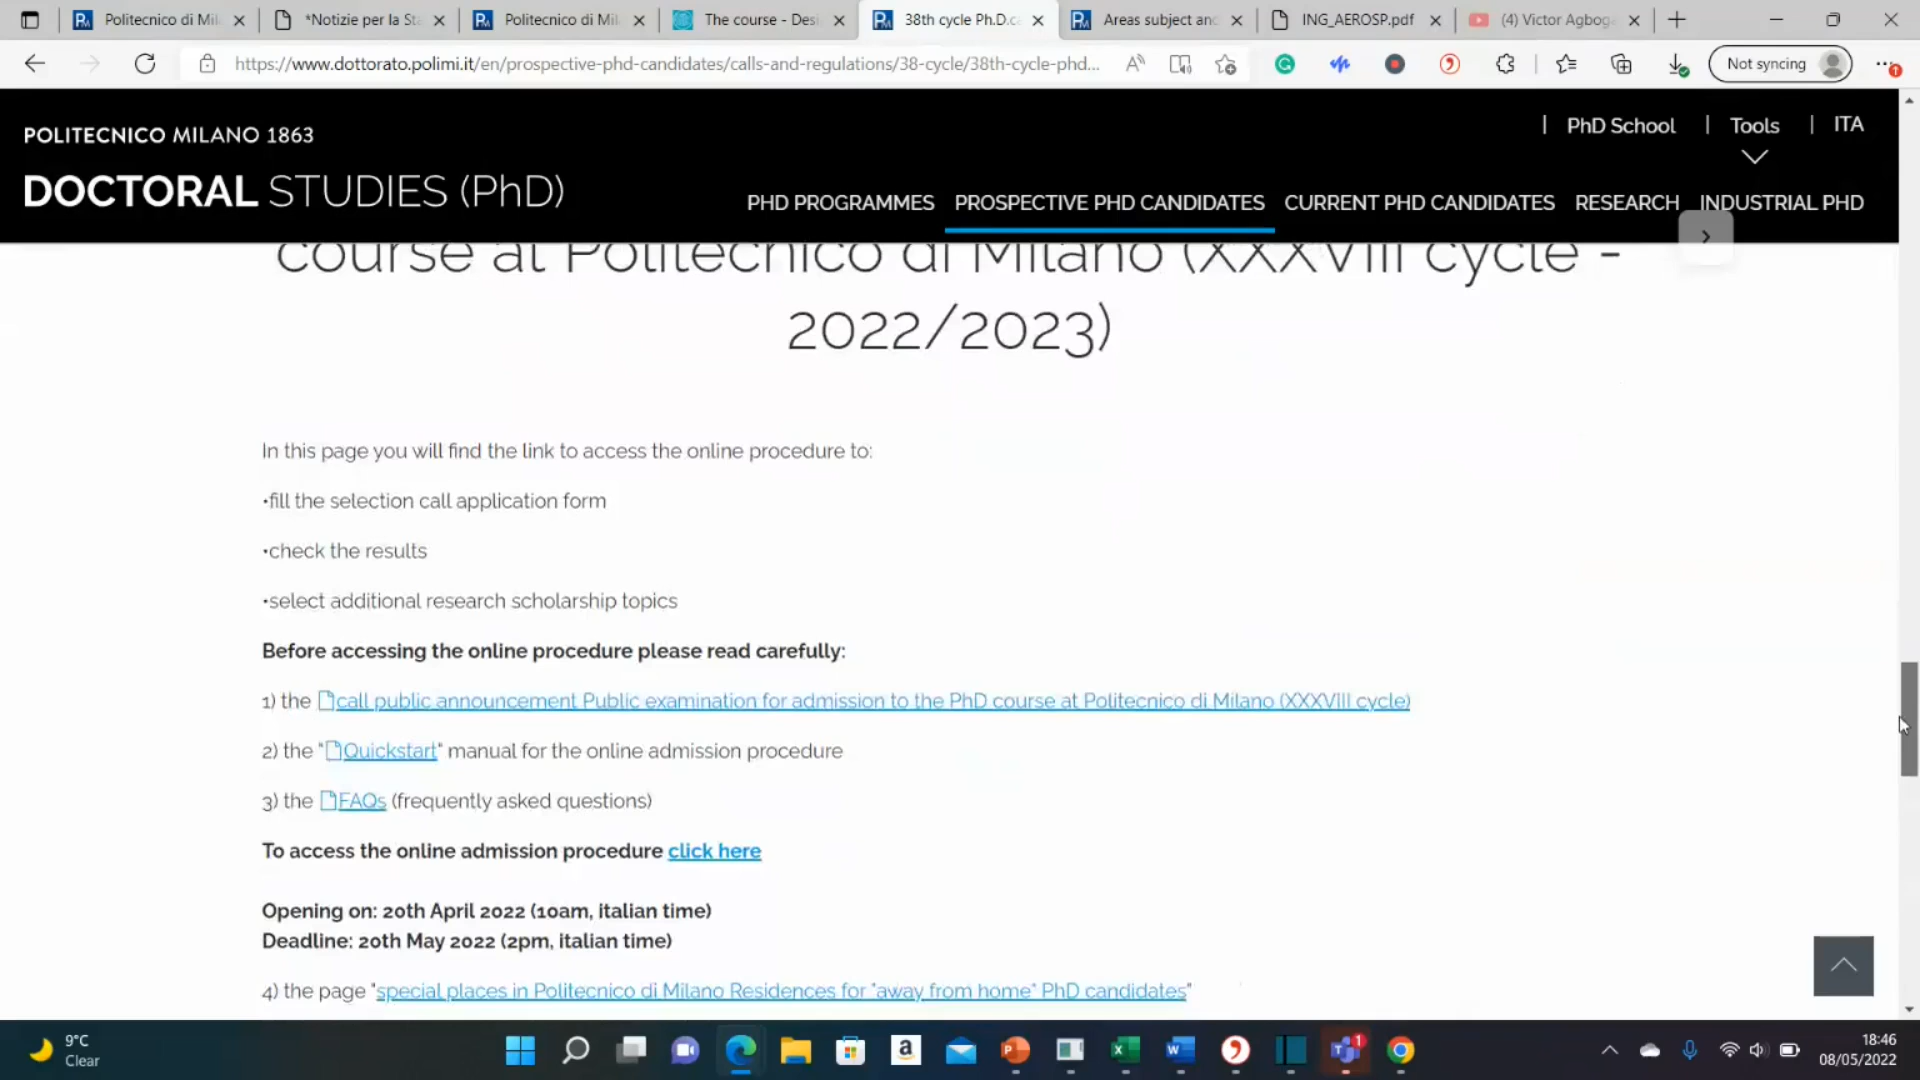 Politecnico di Mil
*Notizie per la Sta
Politecnico di Mil
The course - Desi
38th cycle Ph.D.c
Areas subject and
ING_AEROSP.pdf
(4) Victor Agbog
https://www.dottorato.polimi.it/en/prospective-phd-candidates/calls-and-regulations/38-cycle/38th-cycle-phd...
Not syncing
POLITECNICO MILANO 1863
PhD School
Tools
ITA
DOCTORAL STUDIES (PhD)
PHD PROGRAMMES
PROSPECTIVE PHD CANDIDATES
CURRENT PHD CANDIDATES
RESEARCH
INDUSTRIAL PHD
course at Politecnico di Milano (XXXVIII cycle -
2022/2023)
In this page you will find the link to access the online procedure to:
•fill the selection call application form
•check the results
•select additional research scholarship topics
Before accessing the online procedure please read carefully:
1) the call public announcement Public examination for admission to the PhD course at Politecnico di Milano (XXXVIII cycle)
2) the "Quickstart" manual for the online admission procedure
3) the FAQs (frequently asked questions)
To access the online admission procedure click here
Opening on: 20th April 2022 (10am, italian time)
Deadline: 20th May 2022 (2pm, italian time)
4) the page "special places in Politecnico di Milano Residences for "away from home" PhD candidates"
9°C
Clear
18:46
08/05/2022